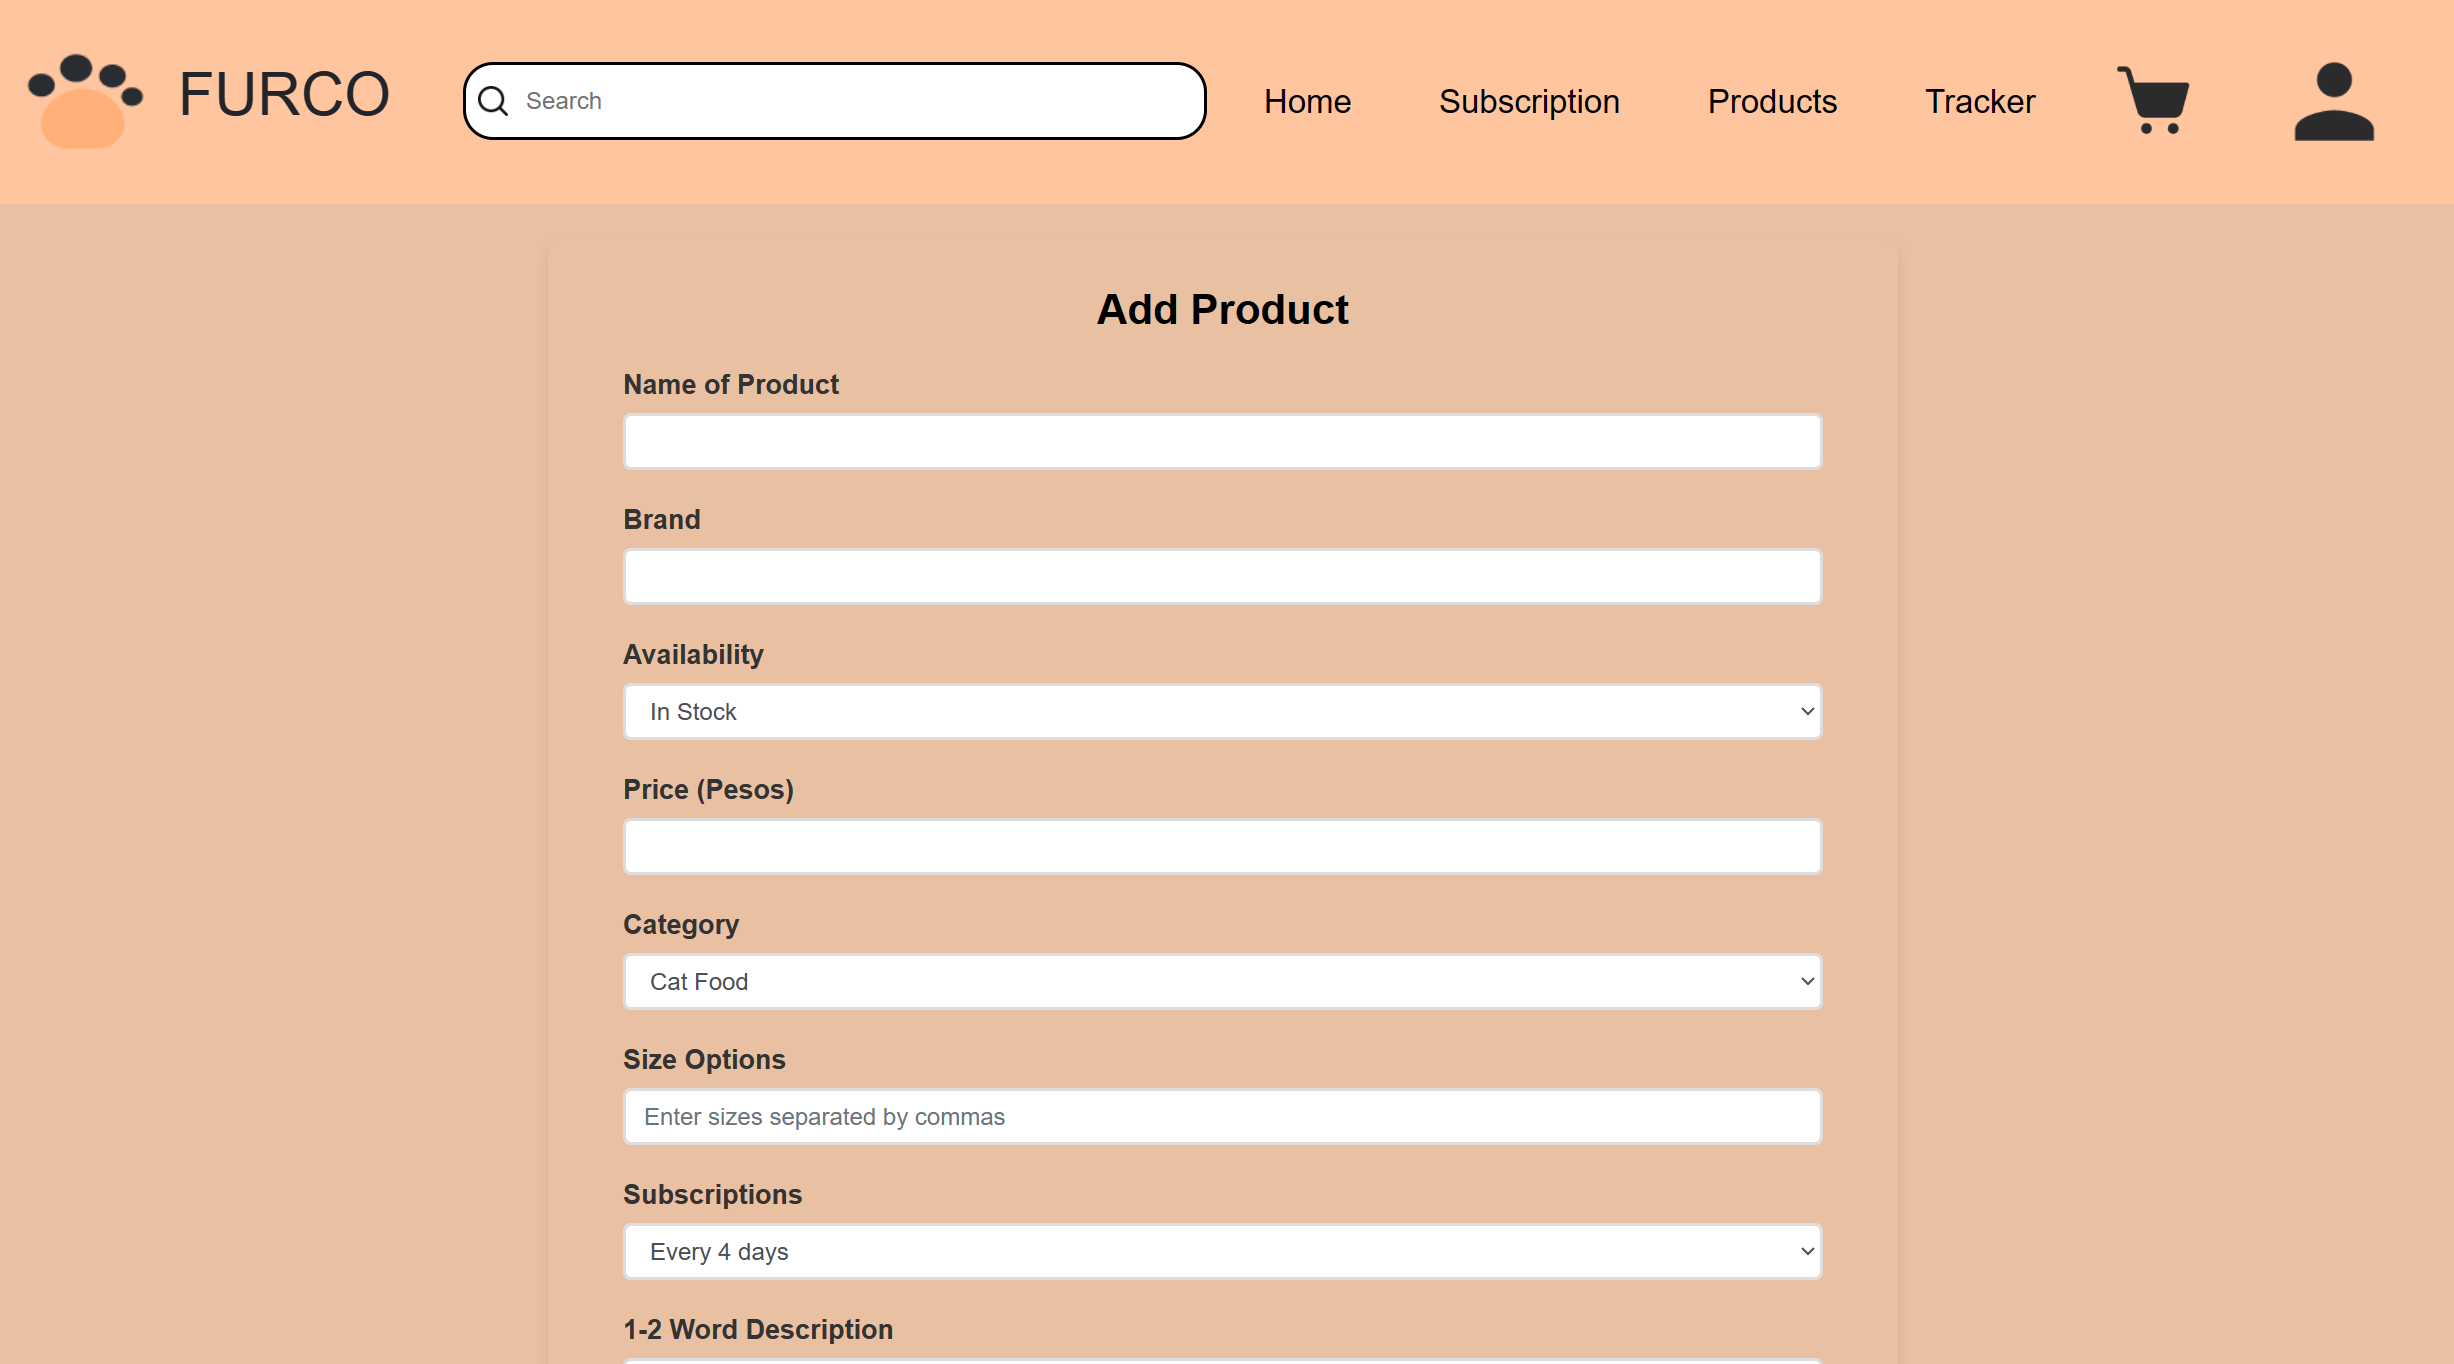 FURCO
Search
Home
Subscription
Products
Tracker
Add Product
Name of Product
Brand
Availability
In Stock
Price (Pesos)
Category
Cat Food
Size Options
Enter sizes separated by commas
Subscriptions
Every 4 days
1-2 Word Description